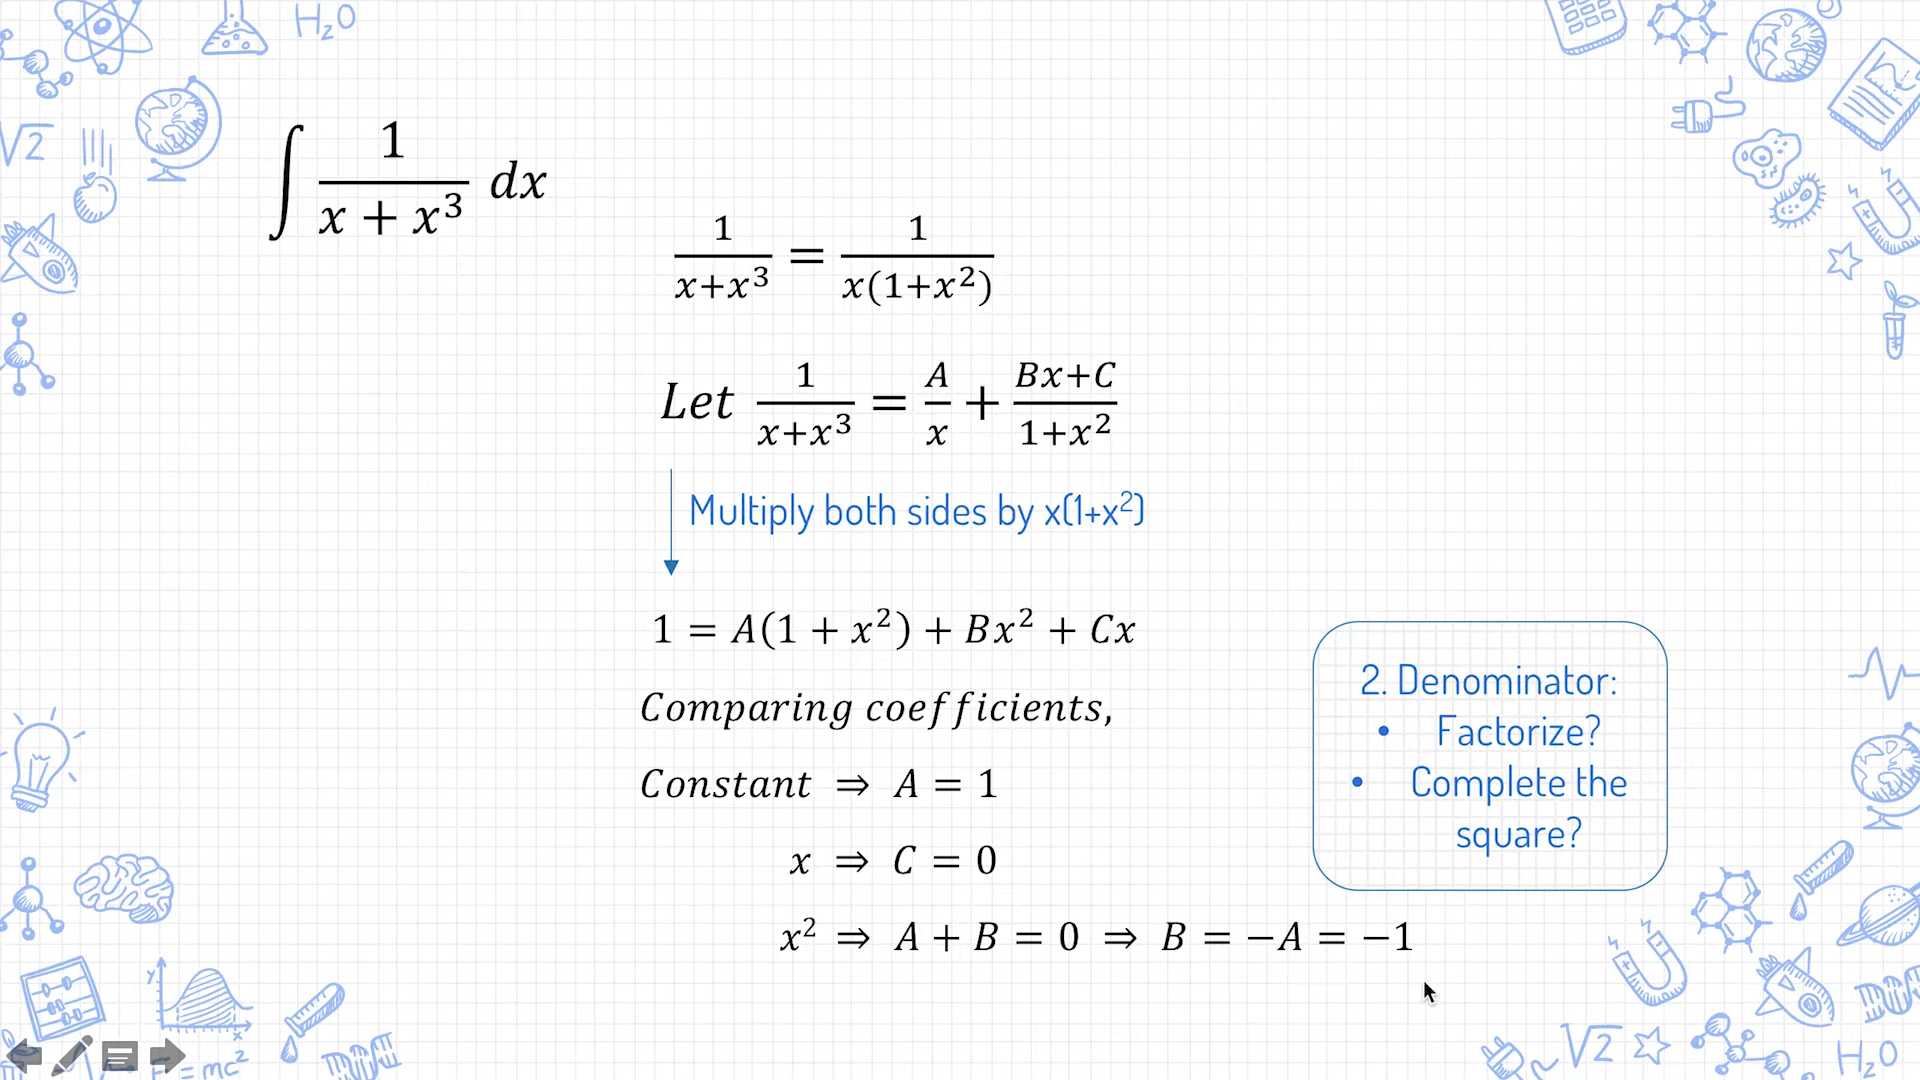 H₂O
√2
∫ 1/(x + x³) dx
1/(x+x³) = 1/(x(1+x²))
Let 1/(x+x³) = A/x + (Bx+C)/(1+x²)
Multiply both sides by x(1+x²)
1 = A(1 + x²) + Bx² + Cx
Comparing coefficients,
Constant ⇒ A = 1
x ⇒ C = 0
x² ⇒ A + B = 0 ⇒ B = −A = −1
2. Denominator:
• Factorize?
• Complete the
square?
y
x
E=mc²
√2
H₂O